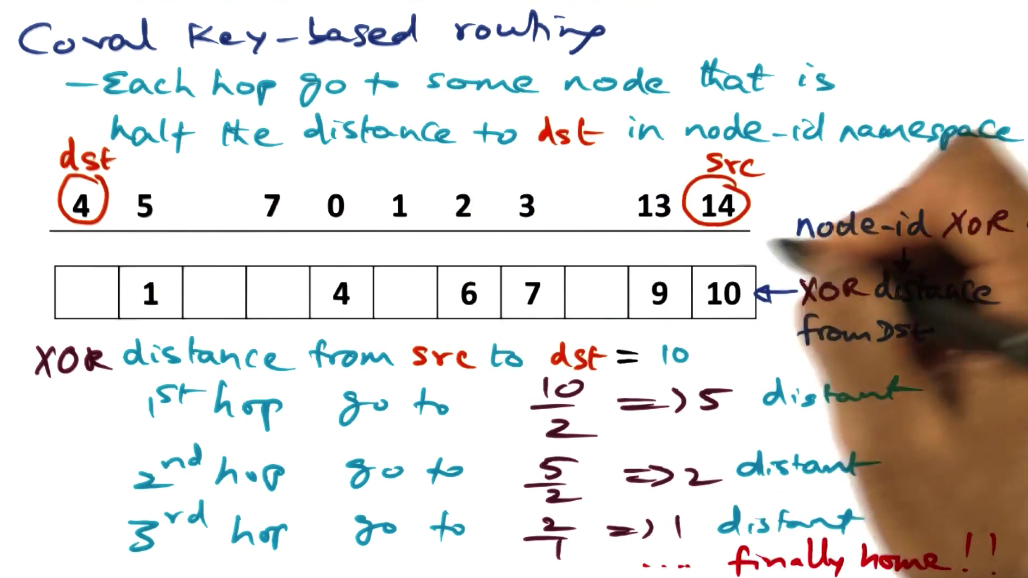 Coral Key-based routing
– Each hop go to some node that is
half the distance to dst in node-id namespace
dst src
4 5 7 0 1 2 3 13 14
node-id XOR
1 4 6 7 9 10
XOR distance
from Dst
XOR distance from src to dst = 10
1st hop go to 10/2 => 5 distant
2nd hop go to 5/2 => 2 distant
3rd hop go to 2/1 => 1 distant
.... finally home!!